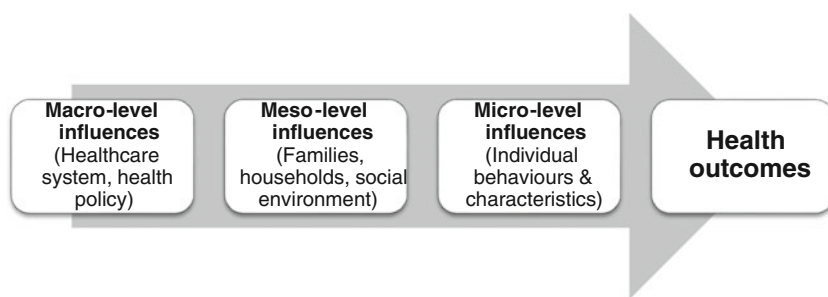 Macro-level
influences
(Healthcare
system, health
policy)
Meso-level
influences
(Families,
households, social
environment)
Micro-level
influences
(Individual
behaviours &
characteristics)
Health
outcomes